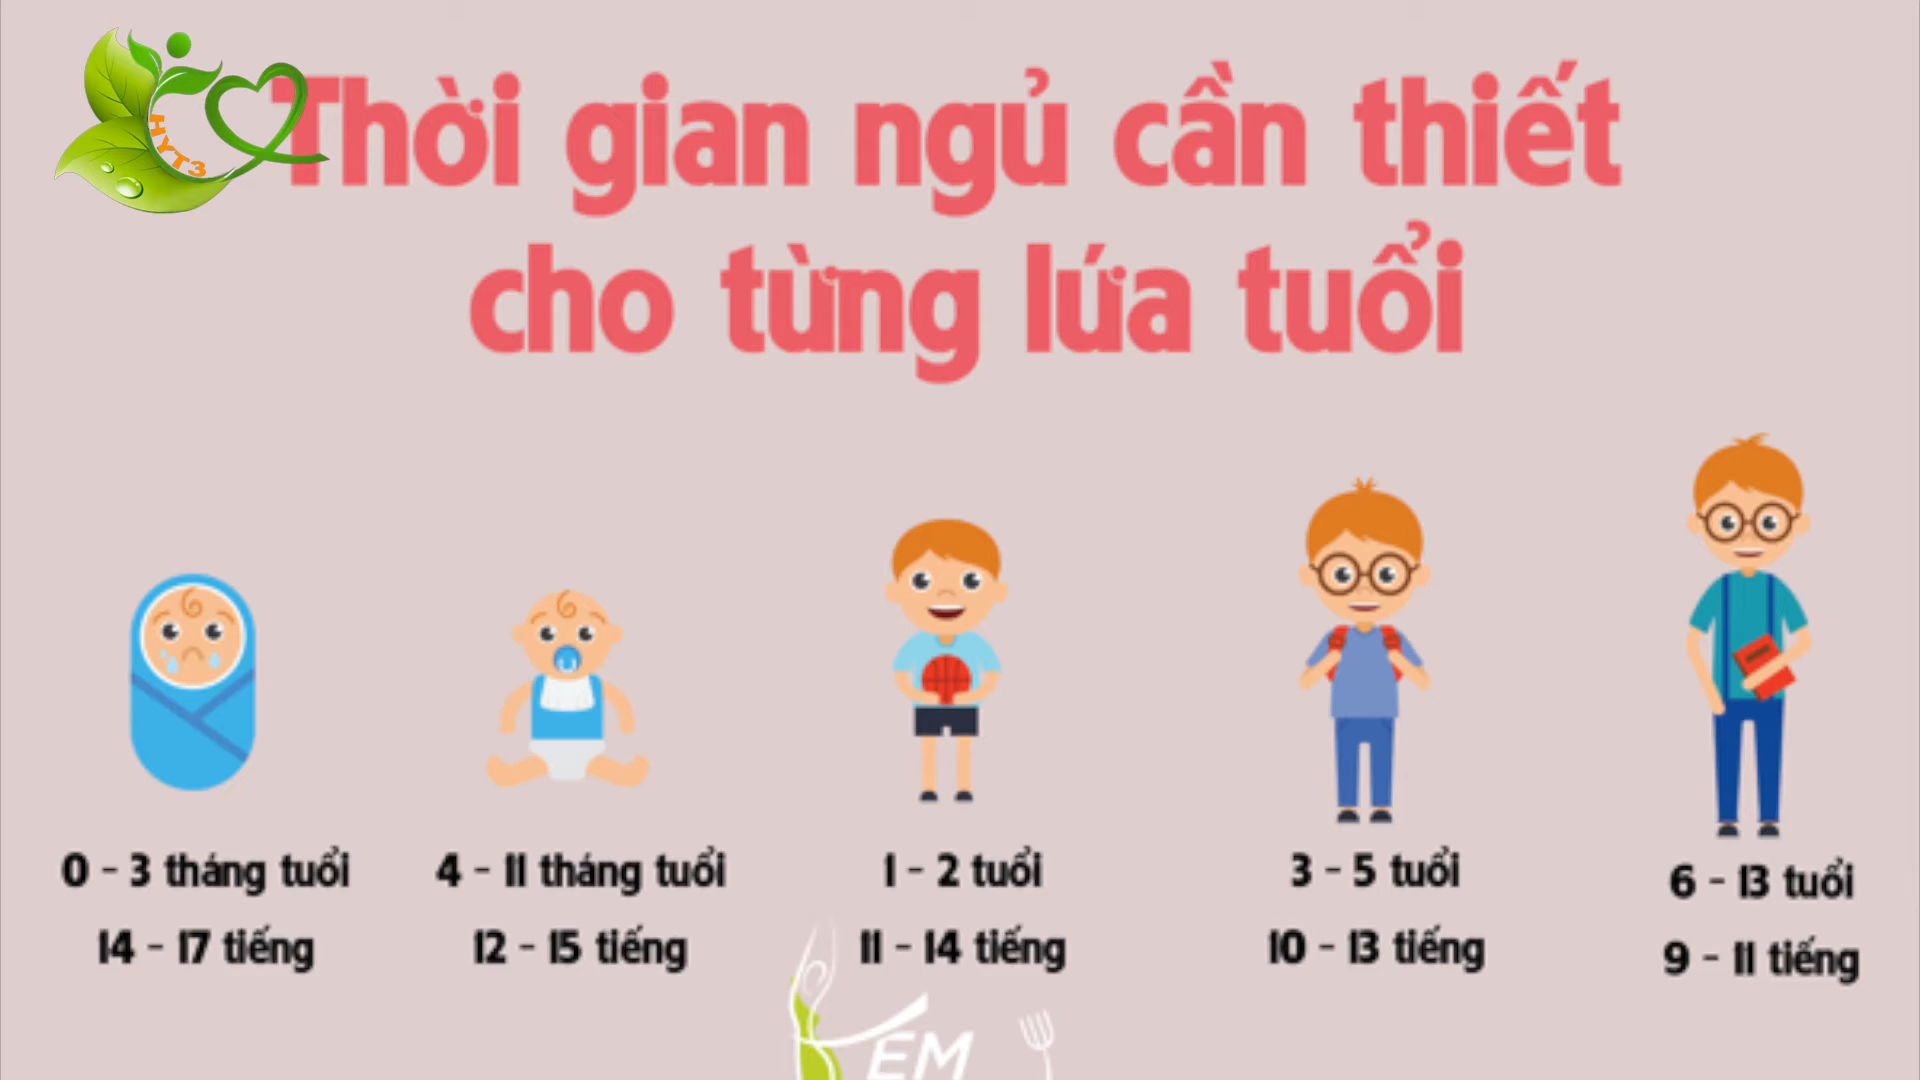 HYT3
Thời gian ngủ cần thiết
cho từng lứa tuổi
0 - 3 tháng tuổi
14 - 17 tiếng
4 - 11 tháng tuổi
12 - 15 tiếng
1 - 2 tuổi
11 - 14 tiếng
3 - 5 tuổi
10 - 13 tiếng
6 - 13 tuổi
9 - 11 tiếng
KEM